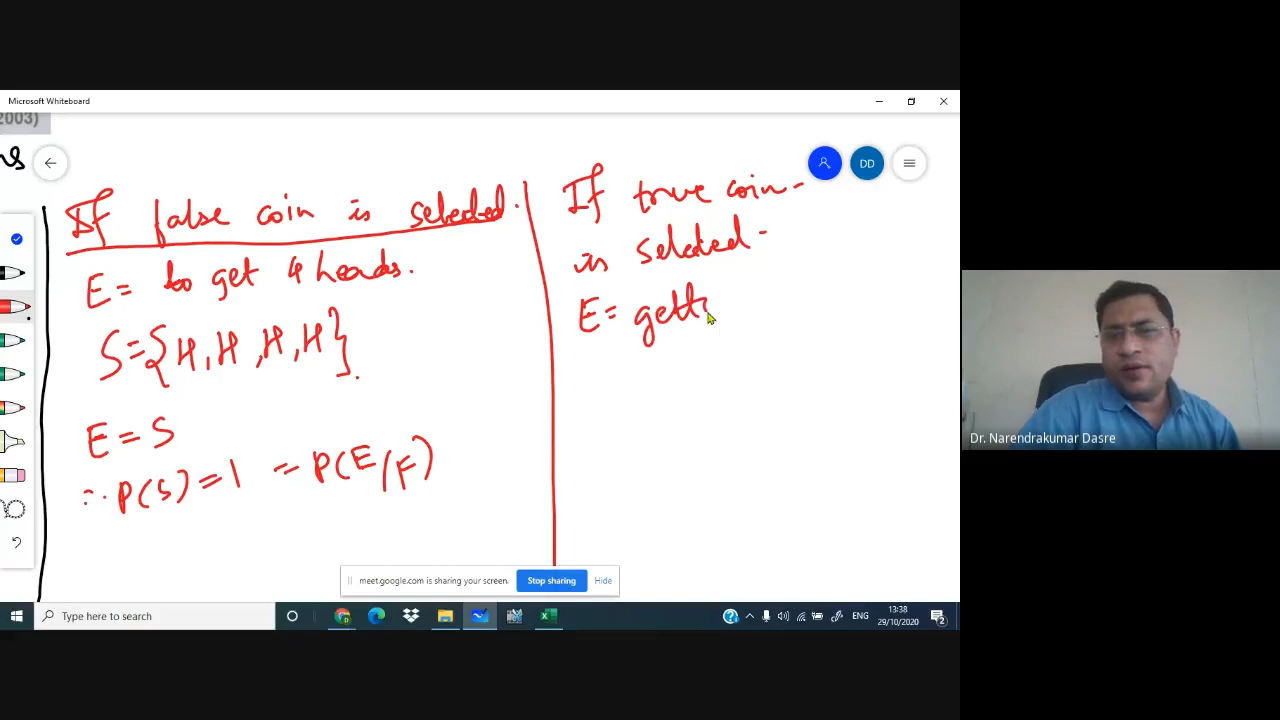 Microsoft Whiteboard
2003)
If false coin is selected.
E = to get 4 heads.
S = {H, H, H, H}.
E = S
∴ P(S) = 1 = P(E/F)
If true coin
is selected
E = getti
DD
Dr. Narendrakumar Dasre
meet.google.com is sharing your screen.
Stop sharing
Hide
Type here to search
ENG
13:38
29/10/2020
2